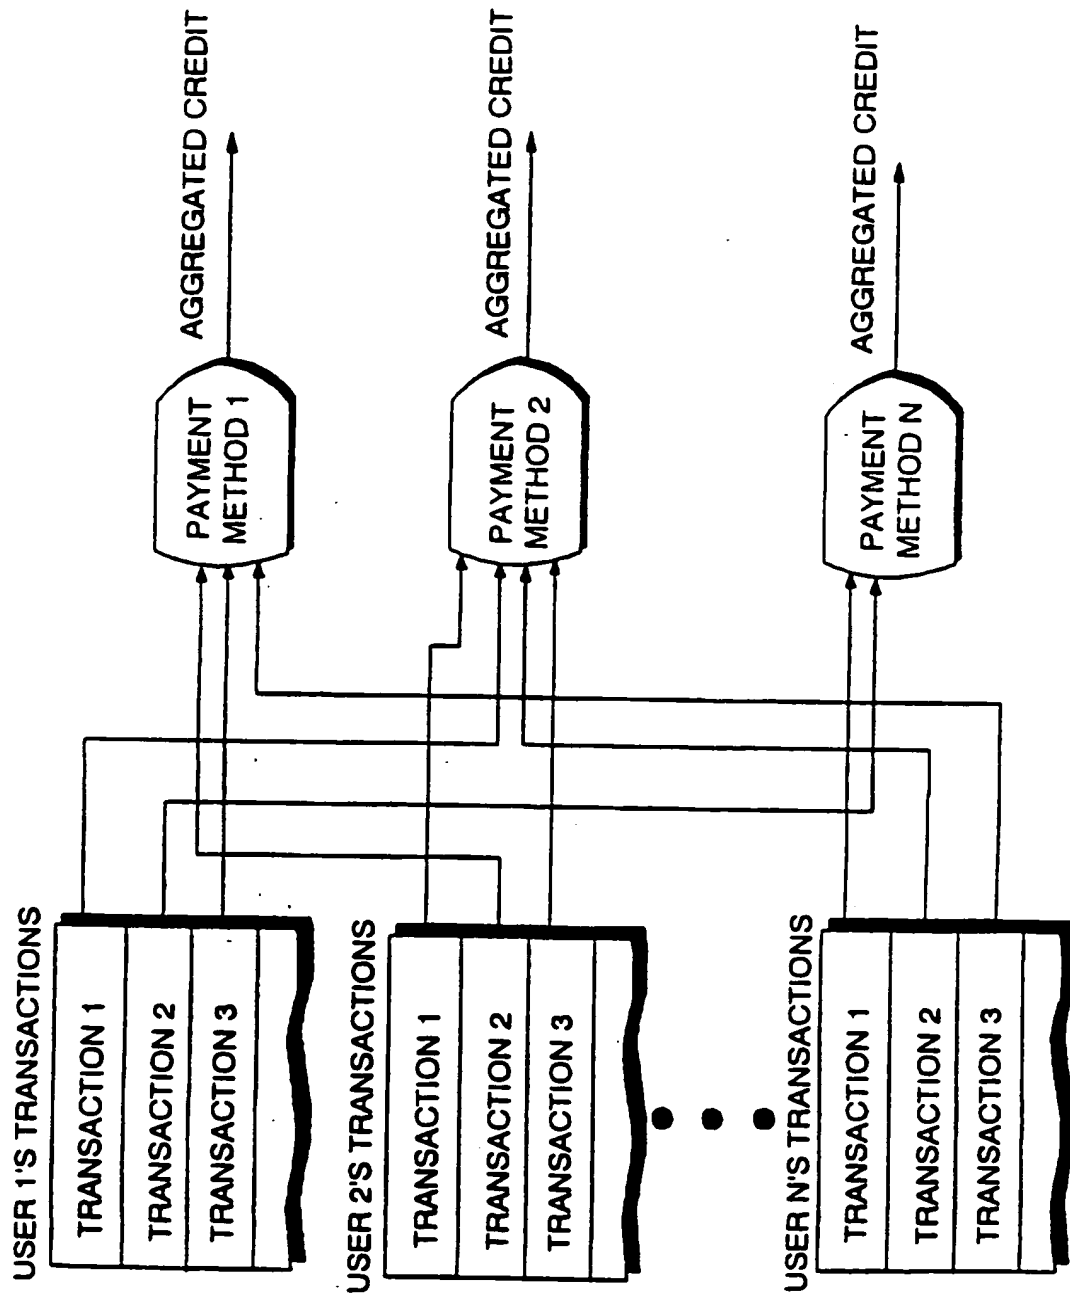 USER 1'S TRANSACTIONS
TRANSACTION 1
TRANSACTION 2
TRANSACTION 3
USER 2'S TRANSACTIONS
TRANSACTION 1
TRANSACTION 2
TRANSACTION 3
USER N'S TRANSACTIONS
TRANSACTION 1
TRANSACTION 2
TRANSACTION 3
PAYMENT
METHOD 1
PAYMENT
METHOD 2
PAYMENT
METHOD N
AGGREGATED CREDIT
AGGREGATED CREDIT
AGGREGATED CREDIT